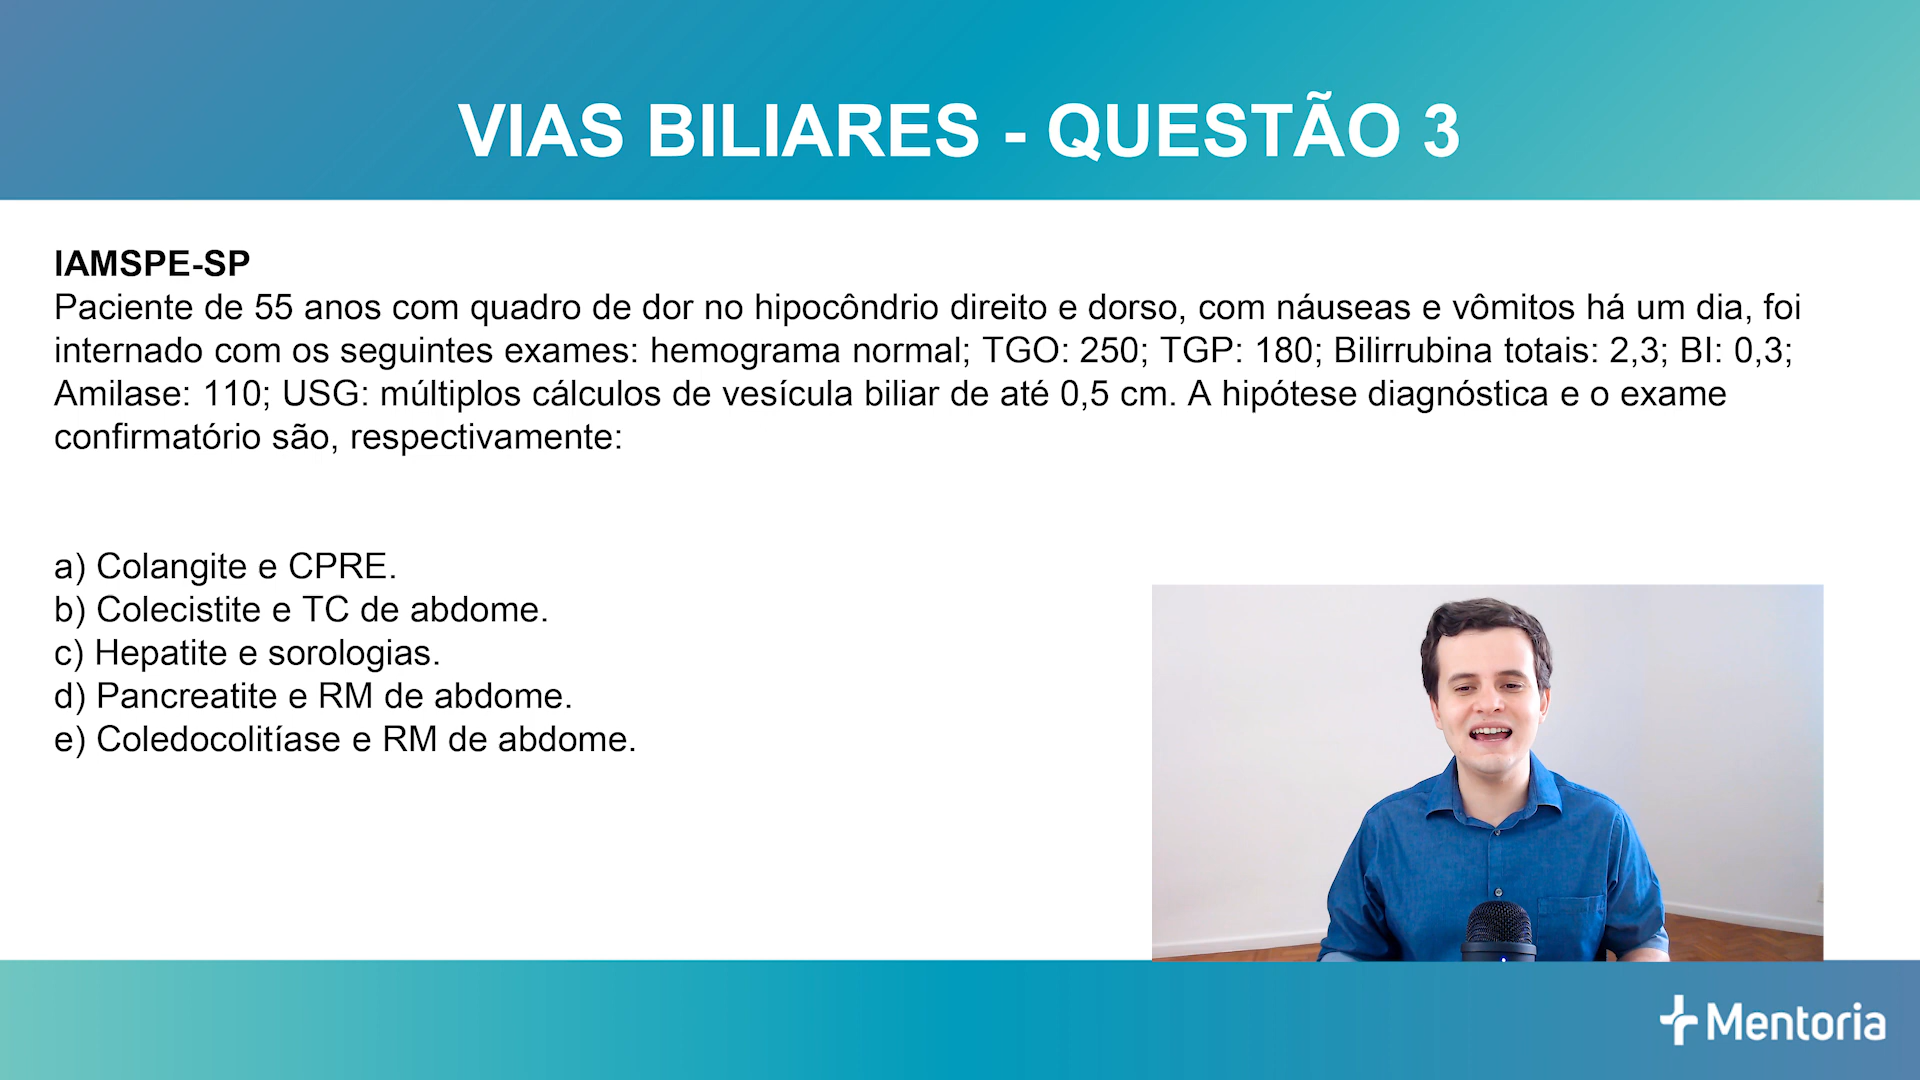 VIAS BILIARES - QUESTÃO 3
IAMSPE-SP
Paciente de 55 anos com quadro de dor no hipocôndrio direito e dorso, com náuseas e vômitos há um dia, foi
internado com os seguintes exames: hemograma normal; TGO: 250; TGP: 180; Bilirrubina totais: 2,3; BI: 0,3;
Amilase: 110; USG: múltiplos cálculos de vesícula biliar de até 0,5 cm. A hipótese diagnóstica e o exame
confirmatório são, respectivamente:
a) Colangite e CPRE.
b) Colecistite e TC de abdome.
c) Hepatite e sorologias.
d) Pancreatite e RM de abdome.
e) Coledocolitíase e RM de abdome.
Mentoria